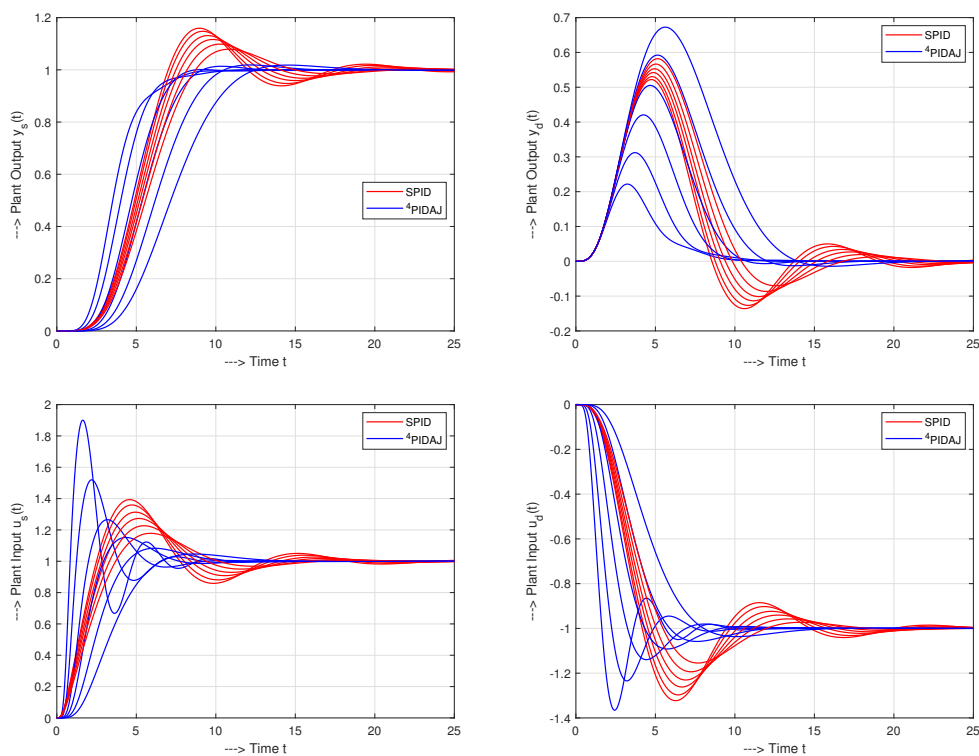 1.2
1
0.8
0.6
0.4
0.2
0
0 5 10 15 20 25
---> Time t
---> Plant Output y_s(t)
SPID
⁴PIDAJ
0.7
0.6
0.5
0.4
0.3
0.2
0.1
0
-0.1
-0.2
0 5 10 15 20 25
---> Time t
---> Plant Output y_d(t)
SPID
⁴PIDAJ
2
1.8
1.6
1.4
1.2
1
0.8
0.6
0.4
0.2
0
0 5 10 15 20 25
---> Time t
---> Plant Input u_s(t)
SPID
⁴PIDAJ
0
-0.2
-0.4
-0.6
-0.8
-1
-1.2
-1.4
0 5 10 15 20 25
---> Time t
---> Plant Input u_d(t)
SPID
⁴PIDAJ